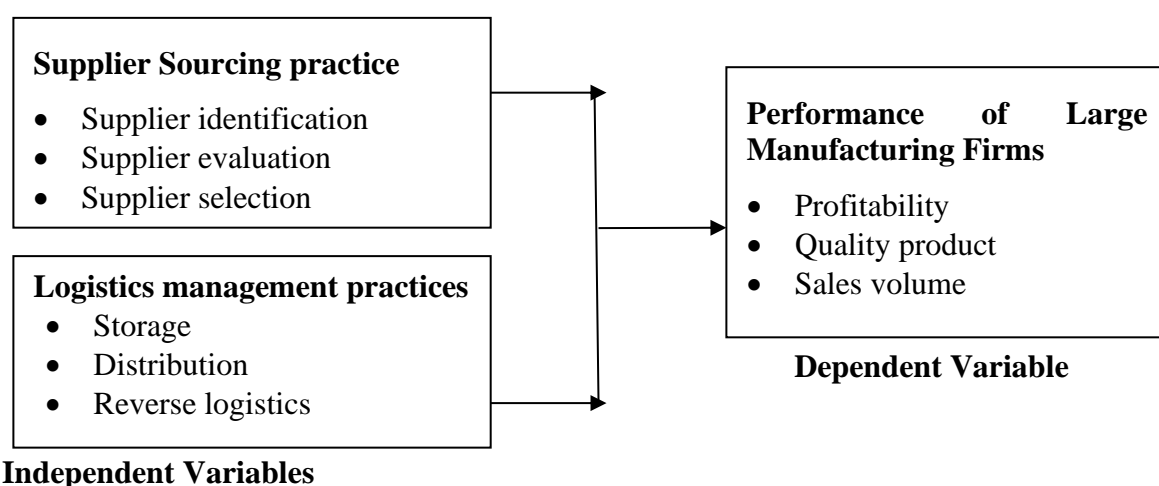 Supplier Sourcing practice
• Supplier identification
• Supplier evaluation
• Supplier selection
Logistics management practices
• Storage
• Distribution
• Reverse logistics
Independent Variables
Performance of Large
Manufacturing Firms
• Profitability
• Quality product
• Sales volume
Dependent Variable